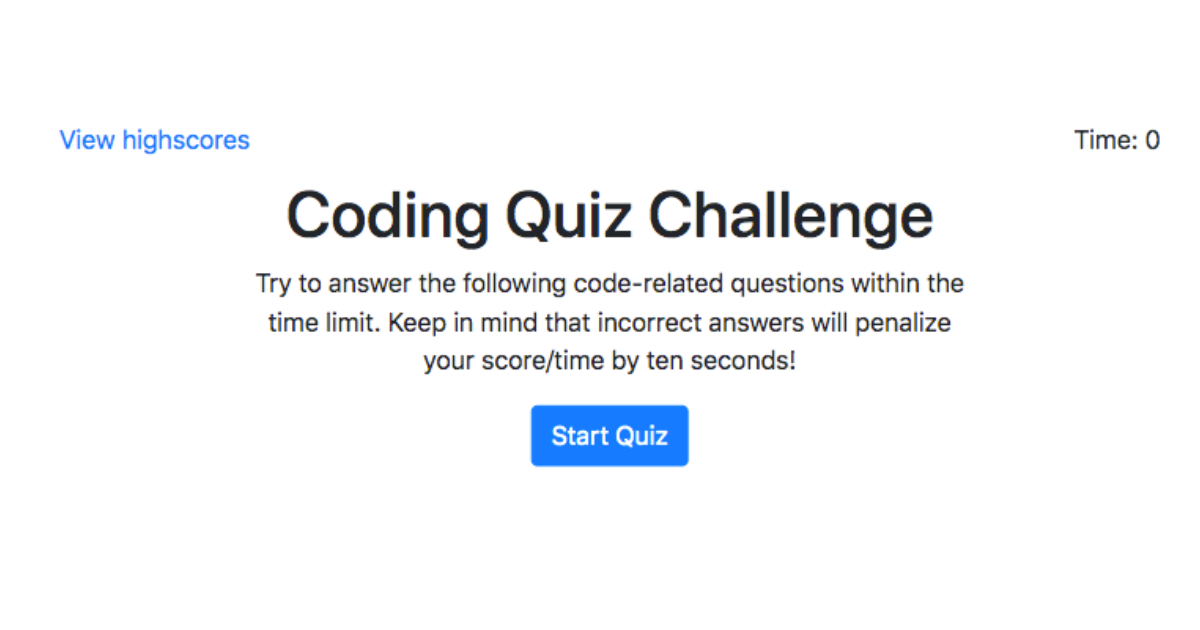 View highscores
Time: 0
Coding Quiz Challenge
Try to answer the following code-related questions within the
time limit. Keep in mind that incorrect answers will penalize
your score/time by ten seconds!
Start Quiz